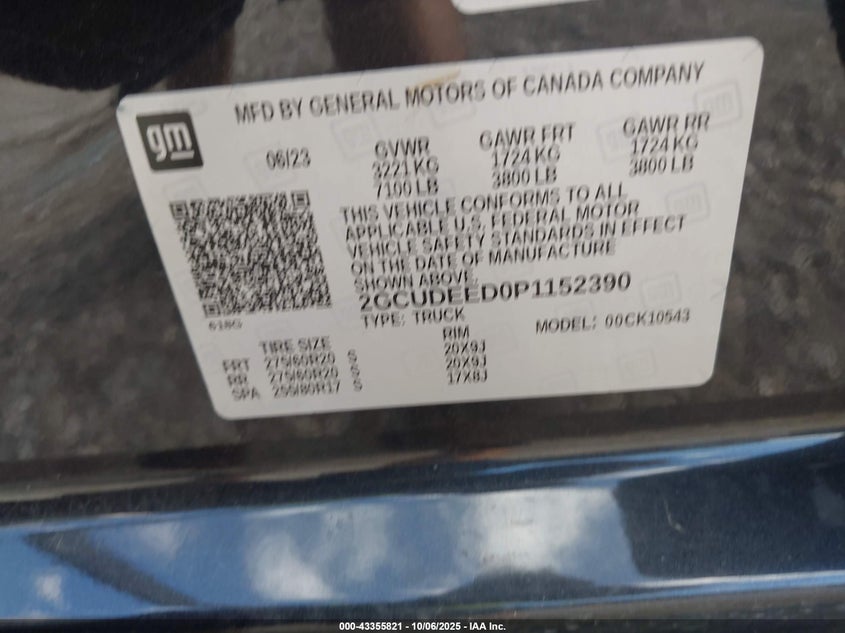 MFD BY GENERAL MOTORS OF CANADA COMPANY
gm
06/23
GVWR
3221 KG
7100 LB
GAWR FRT
1724 KG
3800 LB
GAWR RR
1724 KG
3800 LB
THIS VEHICLE CONFORMS TO ALL
APPLICABLE U.S. FEDERAL MOTOR
VEHICLE SAFETY STANDARDS IN EFFECT
ON THE DATE OF MANUFACTURE
SHOWN ABOVE.
2GCUDEED0P1152390
TYPE: TRUCK
MODEL: 00CK10543
618G
TIRE SIZE
RIM
FRT 275/60R20 S 20X9J
RR 275/60R20 S 20X9J
SPA 255/80R17 S 17X8J
000-43355821 - 10/06/2025 - IAA Inc.